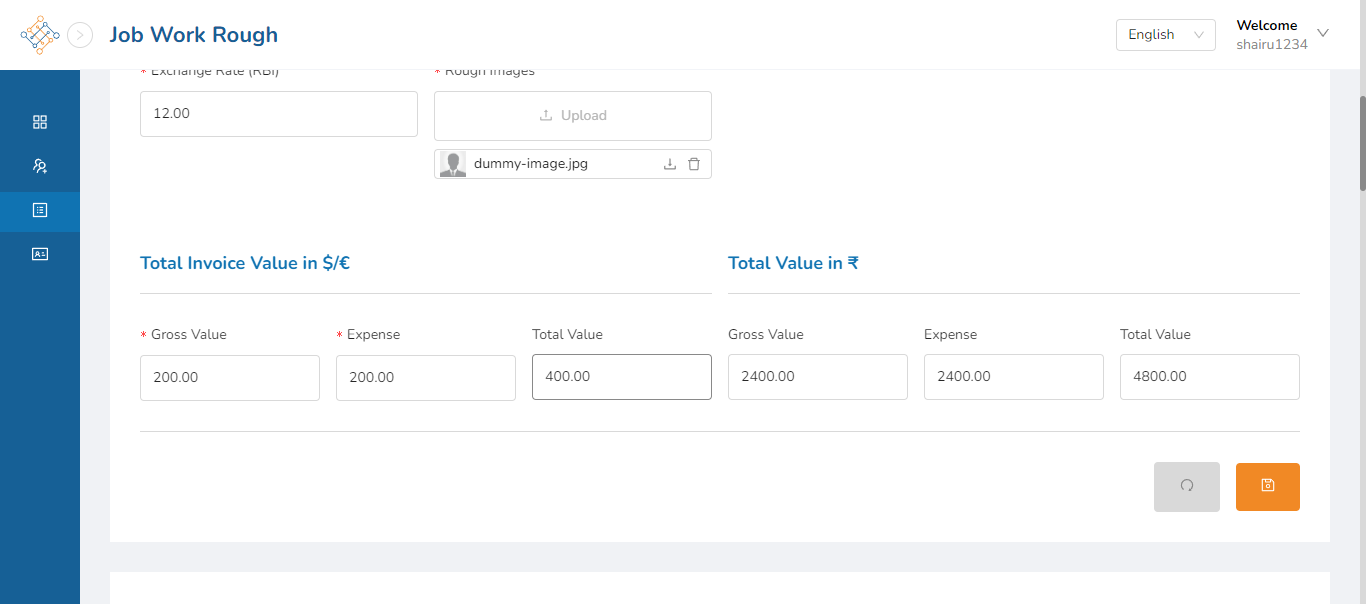 Job Work Rough
English
Welcome
shairu1234
* Exchange Rate (RBI)
* Rough Images
12.00
Upload
dummy-image.jpg
Total Invoice Value in $/€
Total Value in ₹
* Gross Value
* Expense
Total Value
Gross Value
Expense
Total Value
200.00
200.00
400.00
2400.00
2400.00
4800.00